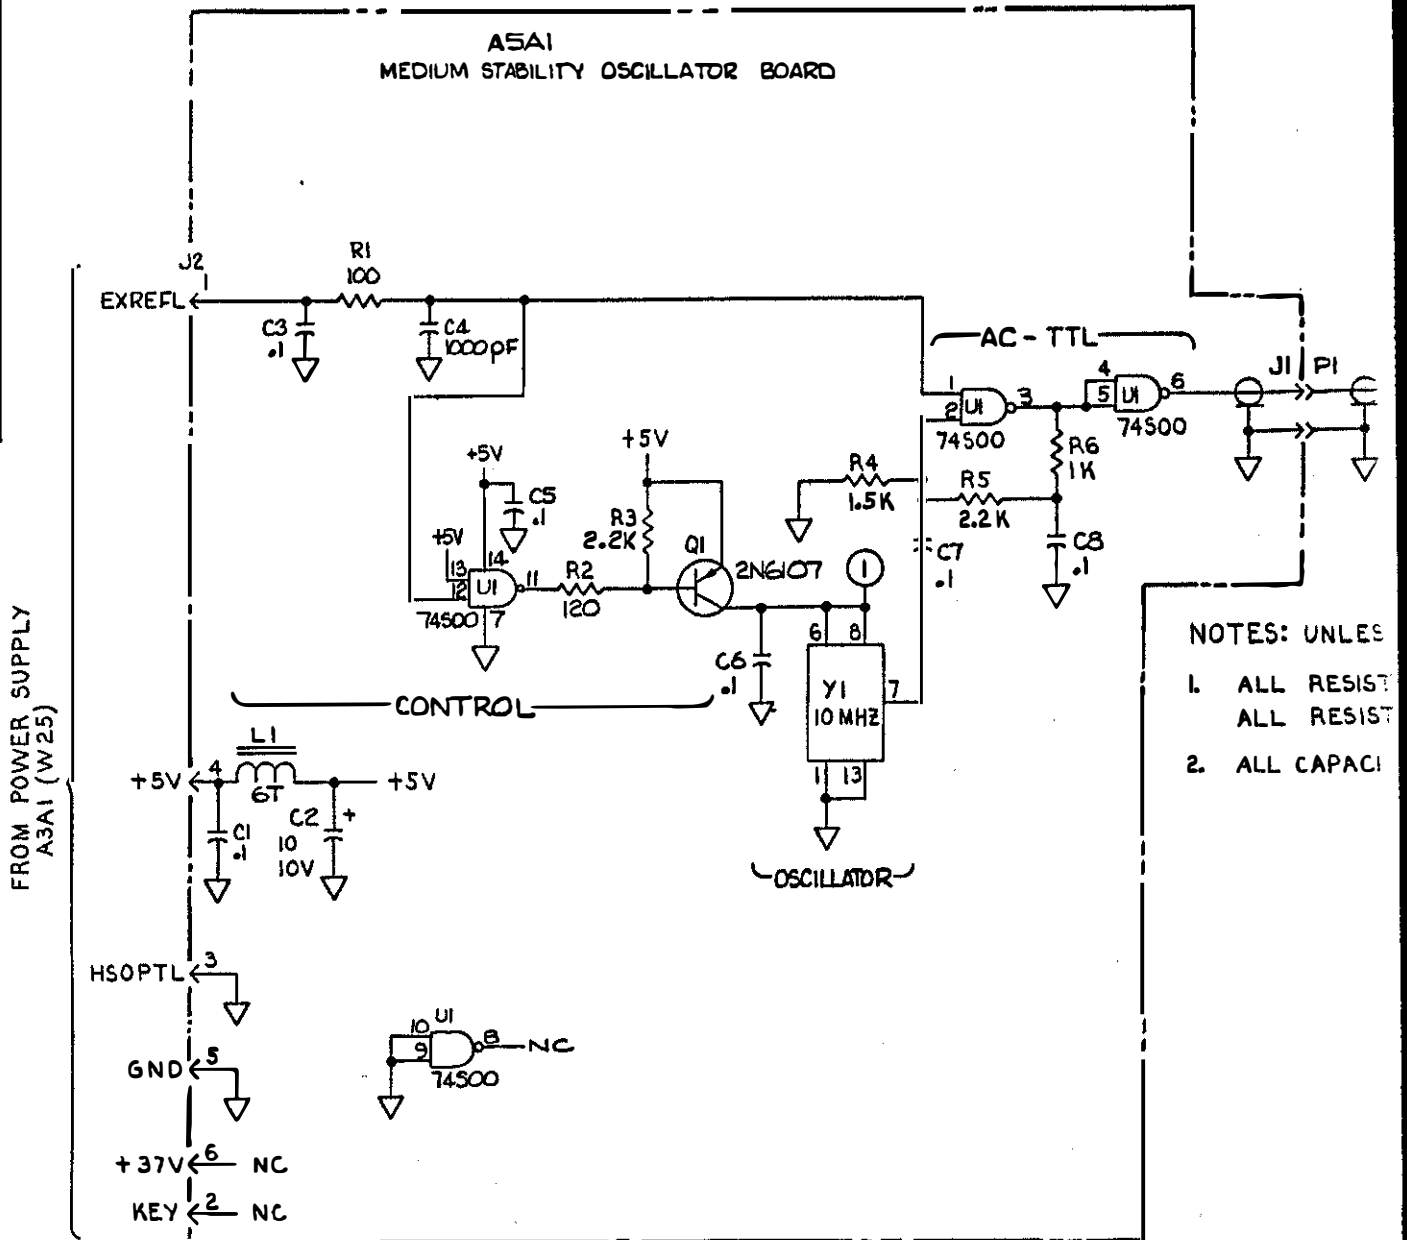 A5A1
MEDIUM STABILITY OSCILLATOR BOARD
J2
1
EXREFL
R1
100
C3
.1
C4
1000pF
AC-TTL
1
2
U1
3
74S00
4
5
U1
6
74S00
J1 P1
R6
1K
R4
1.5K
R5
2.2K
C7
.1
C8
.1
+5V
C5
.1
+5V
13
12
14
U1
11
74S00 7
R2
120
+5V
R3
2.2K
Q1
2N6107
1
C6
.1
6 8
Y1
10 MHZ
7
1 13
OSCILLATOR
CONTROL
FROM POWER SUPPLY
A3A1 (W25)
+5V
4
L1
6T
+5V
C1
.1
C2 +
10
10V
HSOPTL
3
GND
5
+37V
6
NC
KEY
2
NC
10
9
U1
8
NC
74S00
NOTES: UNLES
1. ALL RESIST
ALL RESIST
2. ALL CAPACI